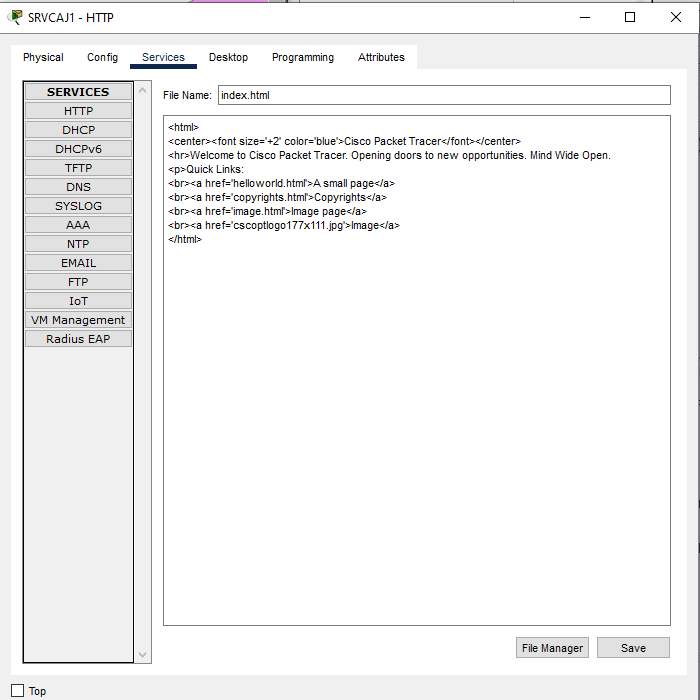 SRVCAJ1 - HTTP
Physical Config Services Desktop Programming Attributes
SERVICES
HTTP
DHCP
DHCPv6
TFTP
DNS
SYSLOG
AAA
NTP
EMAIL
FTP
IoT
VM Management
Radius EAP
File Name: index.html
<html>
<center><font size='+2' color='blue'>Cisco Packet Tracer</font></center>
<hr>Welcome to Cisco Packet Tracer. Opening doors to new opportunities. Mind Wide Open.
<p>Quick Links:
<br><a href='helloworld.html'>A small page</a>
<br><a href='copyrights.html'>Copyrights</a>
<br><a href='image.html'>Image page</a>
<br><a href='cscoptlogo177x111.jpg'>Image</a>
</html>
File Manager Save
Top